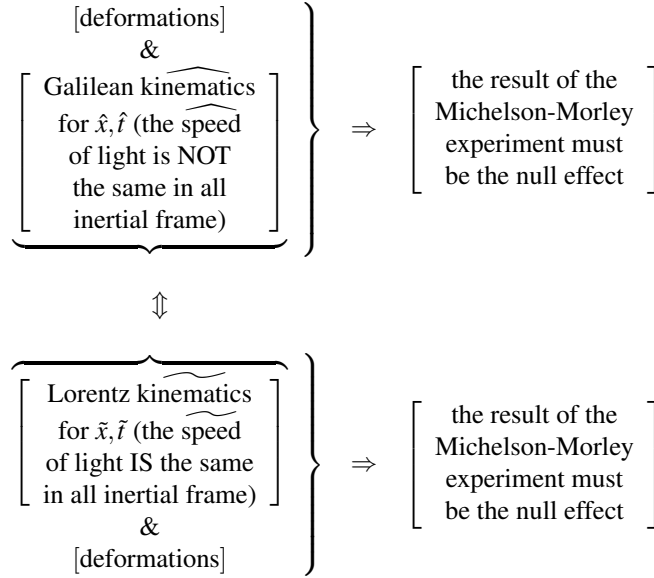 [deformations]
&
Galilean kinematics
for x̂, t̂ (the speed
of light is NOT
the same in all
inertial frame)
⇒
the result of the
Michelson-Morley
experiment must
be the null effect
⇕
Lorentz kinematics
for x̃, t̃ (the speed
of light IS the same
in all inertial frame)
&
[deformations]
⇒
the result of the
Michelson-Morley
experiment must
be the null effect